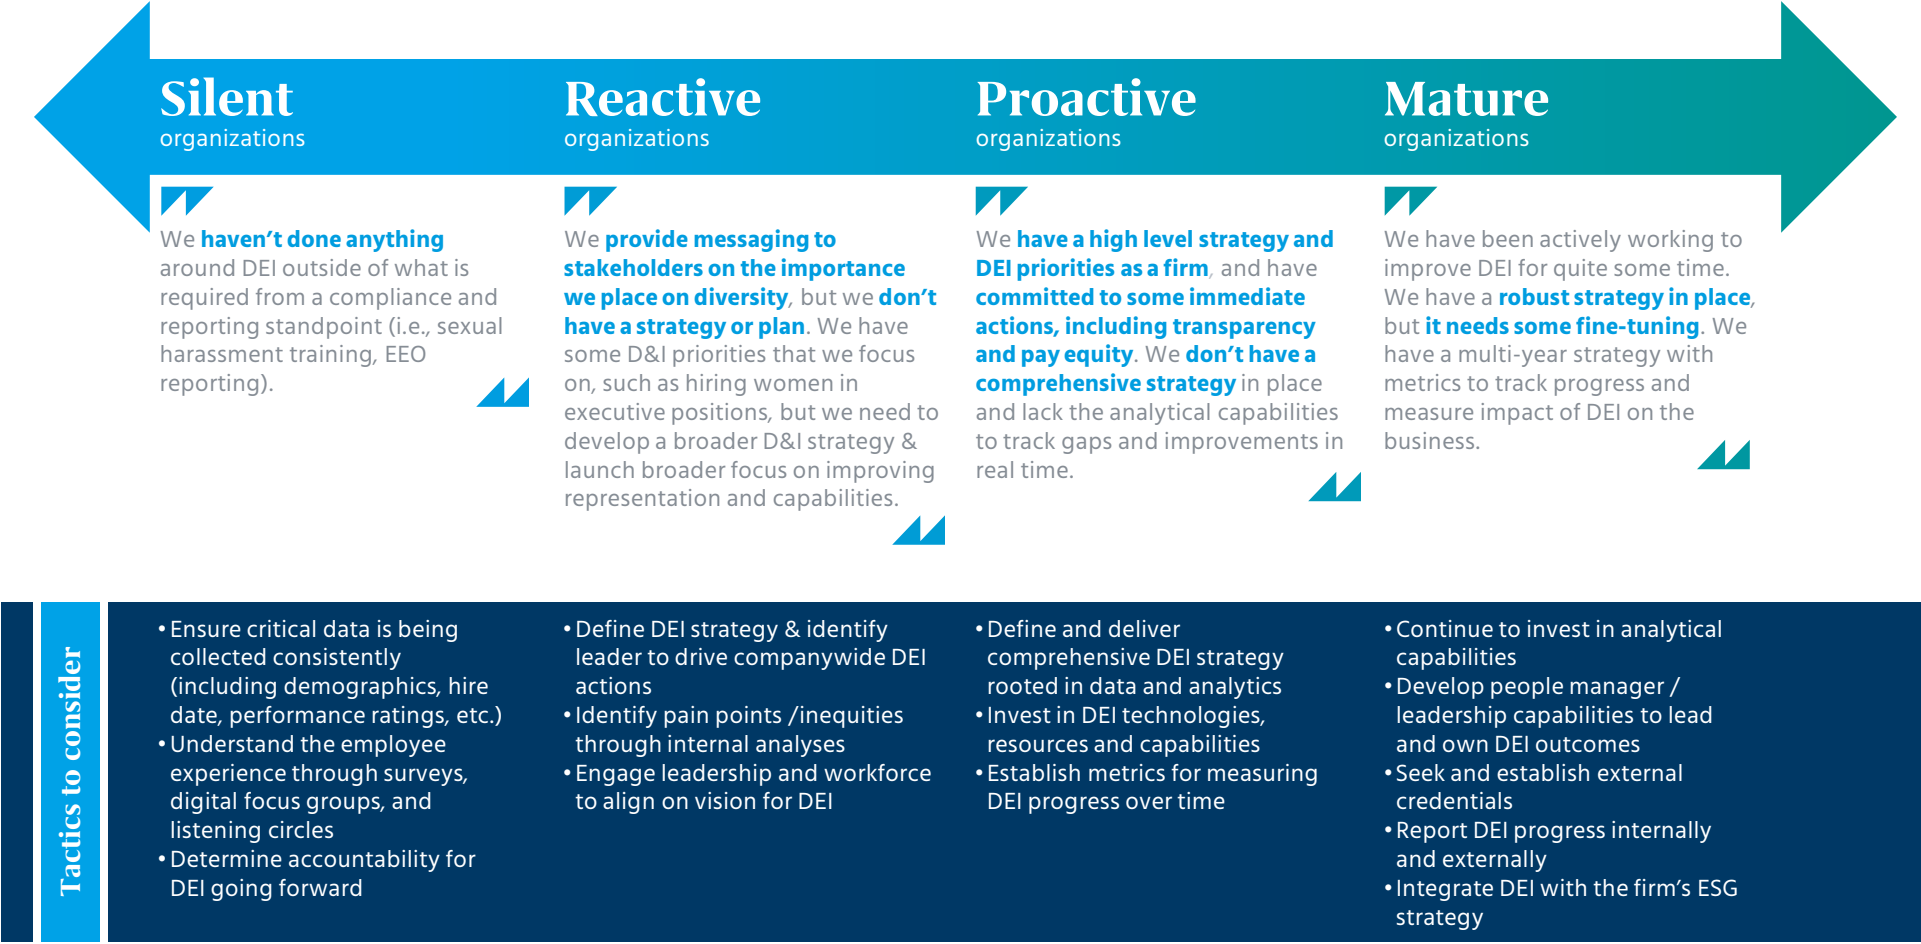 Silent
organizations
Reactive
organizations
Proactive
organizations
Mature
organizations
We haven’t done anything
around DEI outside of what is
required from a compliance and
reporting standpoint (i.e., sexual
harassment training, EEO
reporting).
We provide messaging to
stakeholders on the importance
we place on diversity, but we don’t
have a strategy or plan. We have
some D&I priorities that we focus
on, such as hiring women in
executive positions, but we need to
develop a broader D&I strategy &
launch broader focus on improving
representation and capabilities.
We have a high level strategy and
DEI priorities as a firm, and have
committed to some immediate
actions, including transparency
and pay equity. We don’t have a
comprehensive strategy in place
and lack the analytical capabilities
to track gaps and improvements in
real time.
We have been actively working to
improve DEI for quite some time.
We have a robust strategy in place,
but it needs some fine-tuning. We
have a multi-year strategy with
metrics to track progress and
measure impact of DEI on the
business.
Tactics to consider
• Ensure critical data is being
collected consistently
(including demographics, hire
date, performance ratings, etc.)
• Understand the employee
experience through surveys,
digital focus groups, and
listening circles
• Determine accountability for
DEI going forward
• Define DEI strategy & identify
leader to drive companywide DEI
actions
• Identify pain points /inequities
through internal analyses
• Engage leadership and workforce
to align on vision for DEI
• Define and deliver
comprehensive DEI strategy
rooted in data and analytics
• Invest in DEI technologies,
resources and capabilities
• Establish metrics for measuring
DEI progress over time
• Continue to invest in analytical
capabilities
• Develop people manager /
leadership capabilities to lead
and own DEI outcomes
• Seek and establish external
credentials
• Report DEI progress internally
and externally
• Integrate DEI with the firm’s ESG
strategy